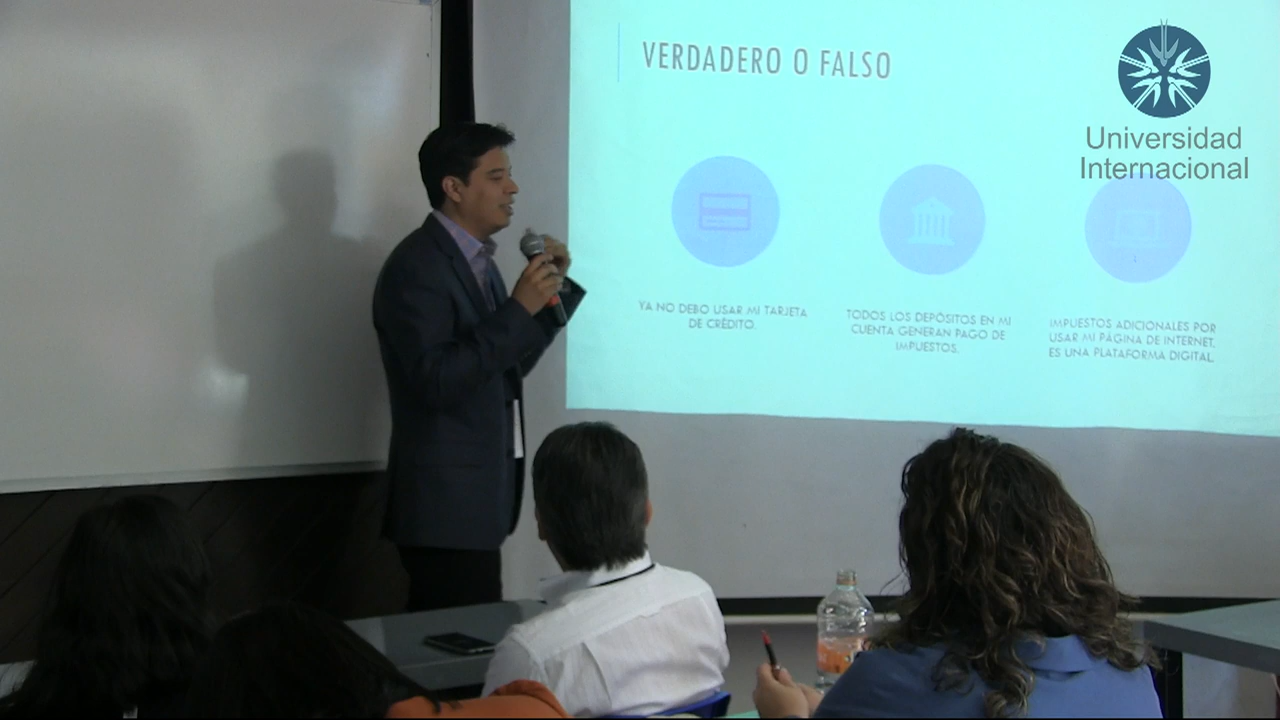 VERDADERO O FALSO
Universidad
Internacional
YA NO DEBO USAR MI TARJETA
DE CRÉDITO.
TODOS LOS DEPÓSITOS EN MI
CUENTA GENERAN PAGO DE
IMPUESTOS.
IMPUESTOS ADICIONALES POR
USAR MI PÁGINA DE INTERNET,
ES UNA PLATAFORMA DIGITAL.